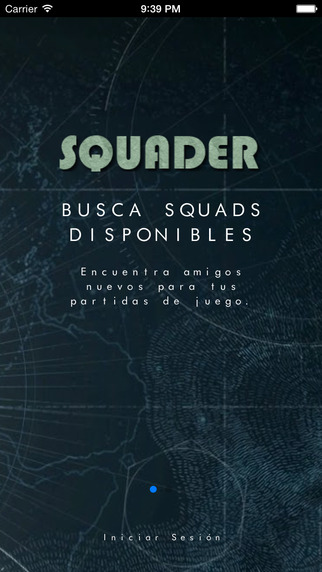 Carrier 9:39 PM
SQUADER
BUSCA SQUADS
DISPONIBLES
Encuentra amigos
nuevos para tus
partidas de juego.
Iniciar Sesión